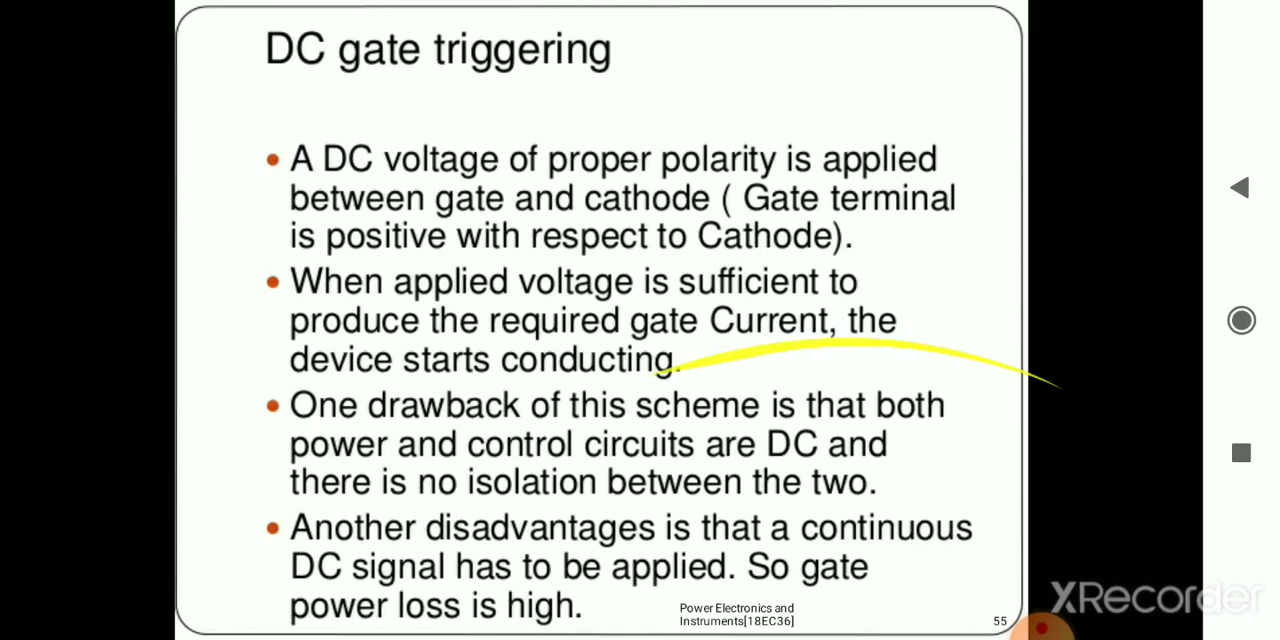 DC gate triggering
• A DC voltage of proper polarity is applied
between gate and cathode ( Gate terminal
is positive with respect to Cathode).
• When applied voltage is sufficient to
produce the required gate Current, the
device starts conducting.
• One drawback of this scheme is that both
power and control circuits are DC and
there is no isolation between the two.
• Another disadvantages is that a continuous
DC signal has to be applied. So gate
power loss is high.
Power Electronics and
Instruments[18EC36]
55
XRecorder